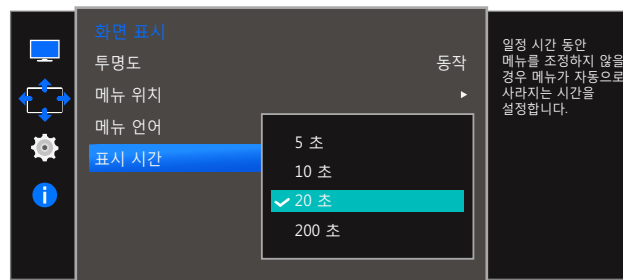 화면 표시
투명도 동작
메뉴 위치
메뉴 언어
표시 시간
5 초
10 초
20 초
200 초
일정 시간 동안
메뉴를 조정하지 않을
경우 메뉴가 자동으로
사라지는 시간을
설정합니다.